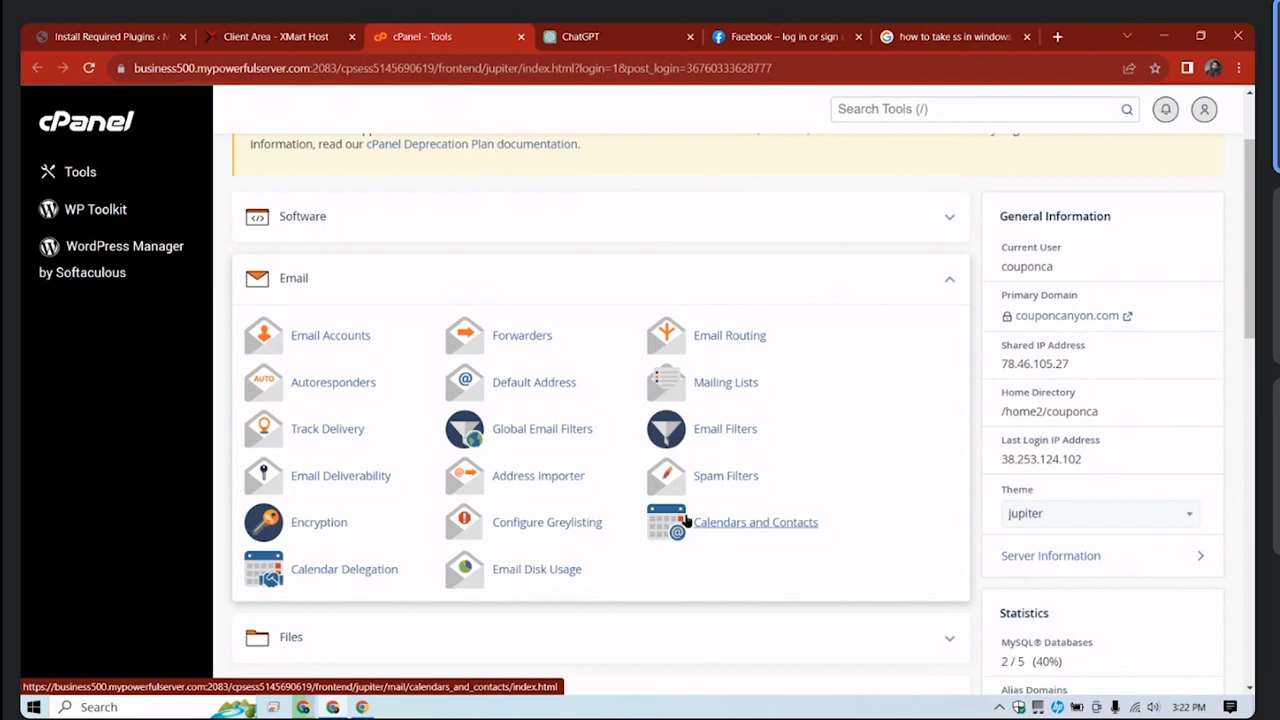 Install Required Plugins ‹ M
Client Area - XMart Host
cPanel - Tools
ChatGPT
Facebook – log in or sign
how to take ss in windows
business500.mypowerfulserver.com:2083/cpsess5145690619/frontend/jupiter/index.html?login=1&post_login=36760333628777
cPanel
Search Tools (/)
information, read our cPanel Deprecation Plan documentation.
Tools
WP Toolkit
WordPress Manager
by Softaculous
Software
Email
Email Accounts
Forwarders
Email Routing
AUTO
Autoresponders
Default Address
Mailing Lists
Track Delivery
Global Email Filters
Email Filters
Email Deliverability
Address Importer
Spam Filters
Encryption
Configure Greylisting
Calendars and Contacts
Calendar Delegation
Email Disk Usage
Files
General Information
Current User
couponca
Primary Domain
couponcanyon.com
Shared IP Address
78.46.105.27
Home Directory
/home2/couponca
Last Login IP Address
38.253.124.102
Theme
jupiter
Server Information
Statistics
MySQL® Databases
2 / 5 (40%)
Alias Domains
https://business500.mypowerfulserver.com:2083/cpsess5145690619/frontend/jupiter/mail/calendars_and_contacts/index.html
Search
3:22 PM